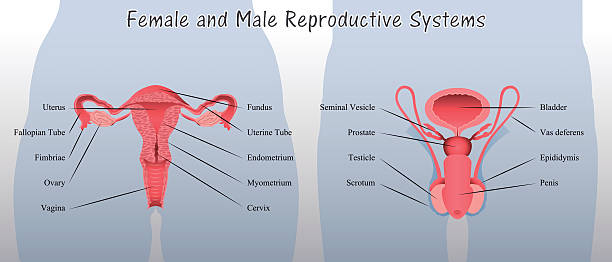 Female and Male Reproductive Systems
Uterus
Fallopian Tube
Fimbriae
Ovary
Vagina
Fundus
Uterine Tube
Endometrium
Myometrium
Cervix
Seminal Vesicle
Prostate
Testicle
Scrotum
Bladder
Vas deferens
Epididymis
Penis